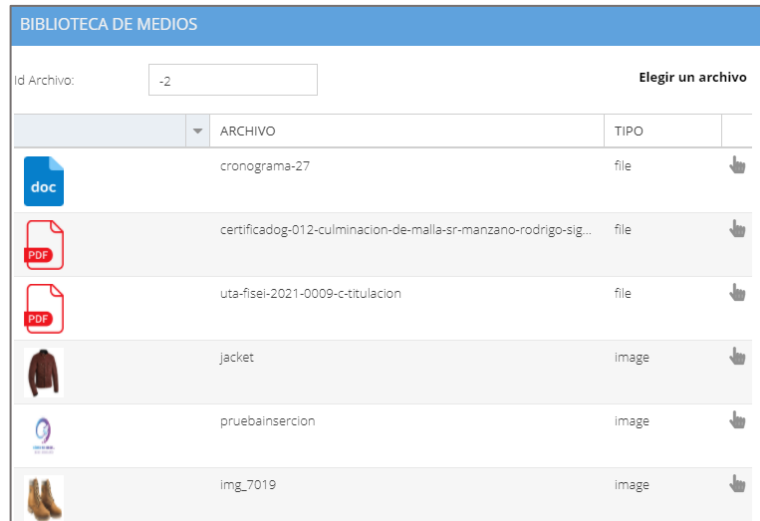 BIBLIOTECA DE MEDIOS
Id Archivo: -2 Elegir un archivo
ARCHIVO TIPO
doc cronograma-27 file
PDF certificadog-012-culminacion-de-malla-sr-manzano-rodrigo-sig... file
PDF uta-fisei-2021-0009-c-titulacion file
jacket image
pruebainsercion image
img_7019 image